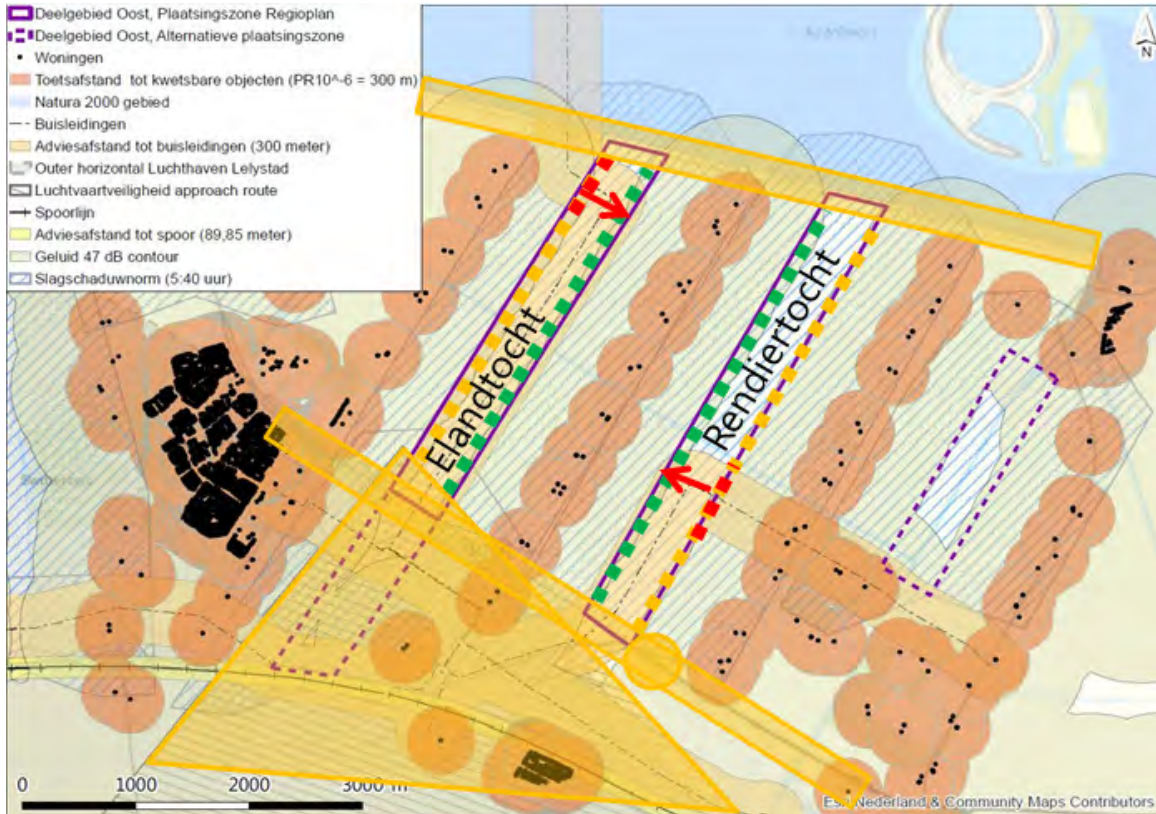 Deelgebied Oost, Plaatsingszone Regioplan
Deelgebied Oost, Alternatieve plaatsingszone
Woningen
Toetsafstand tot kwetsbare objecten (PR10^-6 = 300 m)
Natura 2000 gebied
Buisleidingen
Adviesafstand tot buisleidingen (300 meter)
Outer horizontal Luchthaven Lelystad
Luchtvaartveiligheid approach route
Spoorlijn
Adviesafstand tot spoor (89,85 meter)
Geluid 47 dB contour
Slagschaduwnorm (5:40 uur)
N
Elandtocht
Rendiertocht
0 1000 2000 3000 m
Nederland & Community Maps Contributors